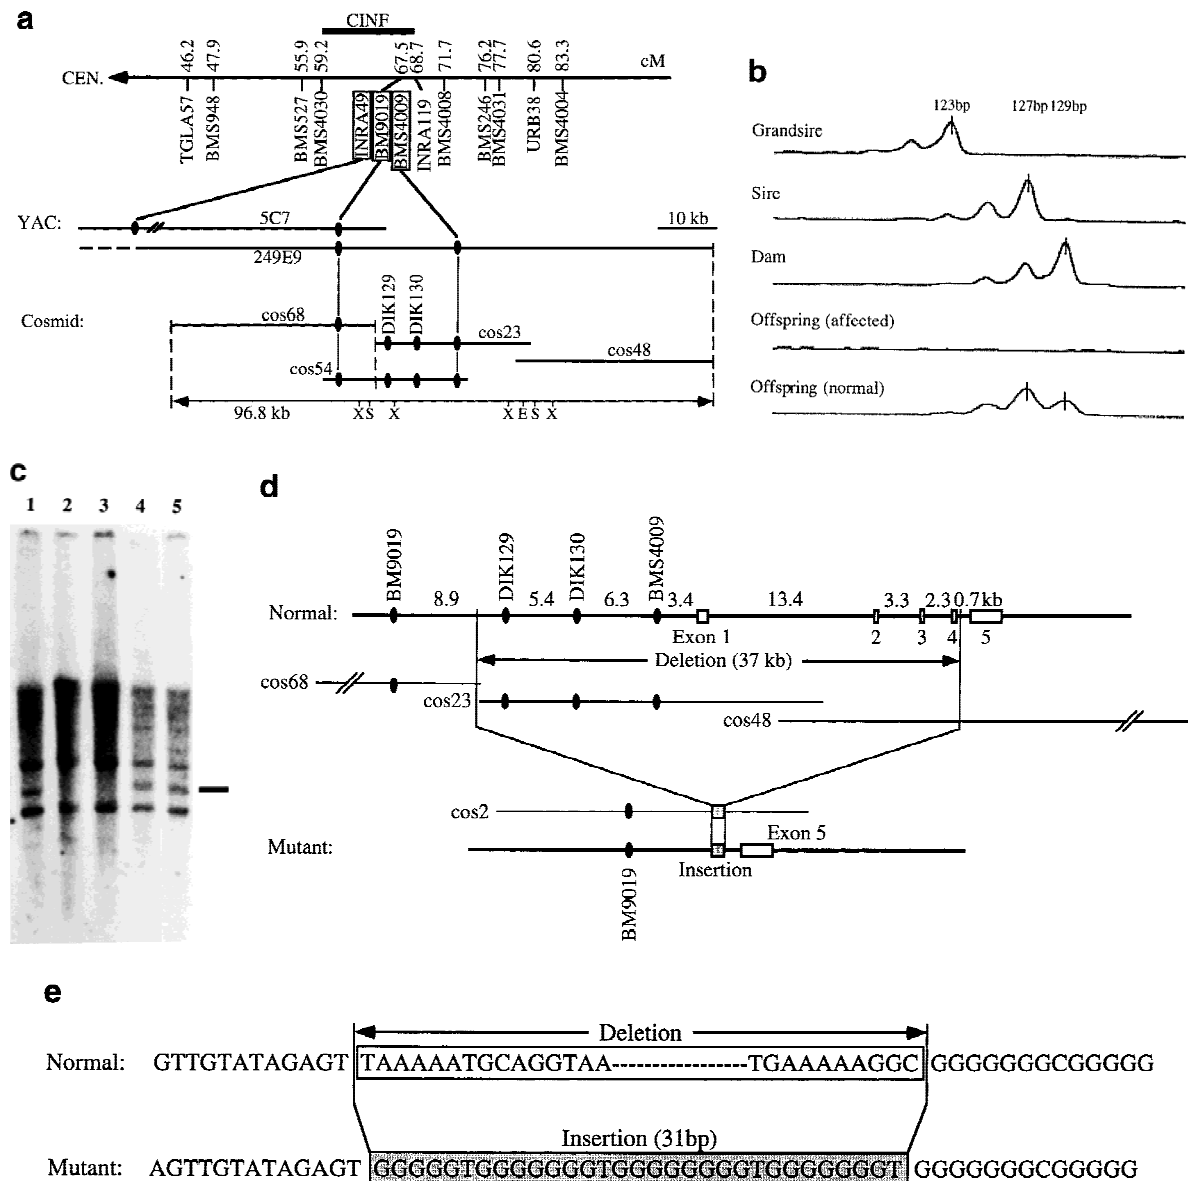 a
CINF
46.2 47.9 55.9 59.2 67.5 68.7 71.7 76.2 77.7 80.6 83.3 cM
CEN.
TGLA57 BMS948 BMS527 BMS4030 INRA49 BM9019 BMS4009 INRA119 BMS4008 BMS246 BMS4031 URB38 BMS4004
YAC: 5C7 10 kb
249E9
DIK129 DIK130
Cosmid: cos68
cos23
cos48
cos54
96.8 kb X S X X E S X
b
123bp 127bp 129bp
Grandsire
Sire
Dam
Offspring (affected)
Offspring (normal)
c
1 2 3 4 5
d
BM9019 DIK129 DIK130 BMS4009
Normal: 8.9 5.4 6.3 3.4 13.4 3.3 2.3 0.7 kb
Exon 1 2 3 4 5
Deletion (37 kb)
cos68
cos23
cos48
cos2
Exon 5
Mutant:
Insertion
BM9019
e
Deletion
Normal: GTTGTATAGAGT TAAAAATGCAGGTAA--------------TGAAAAAGGC GGGGGGGCGGGGG
Insertion (31bp)
Mutant: AGTTGTATAGAGT GGGGGTGGGGGGGTGGGGGGGGTGGGGGGGT GGGGGGGCGGGGG